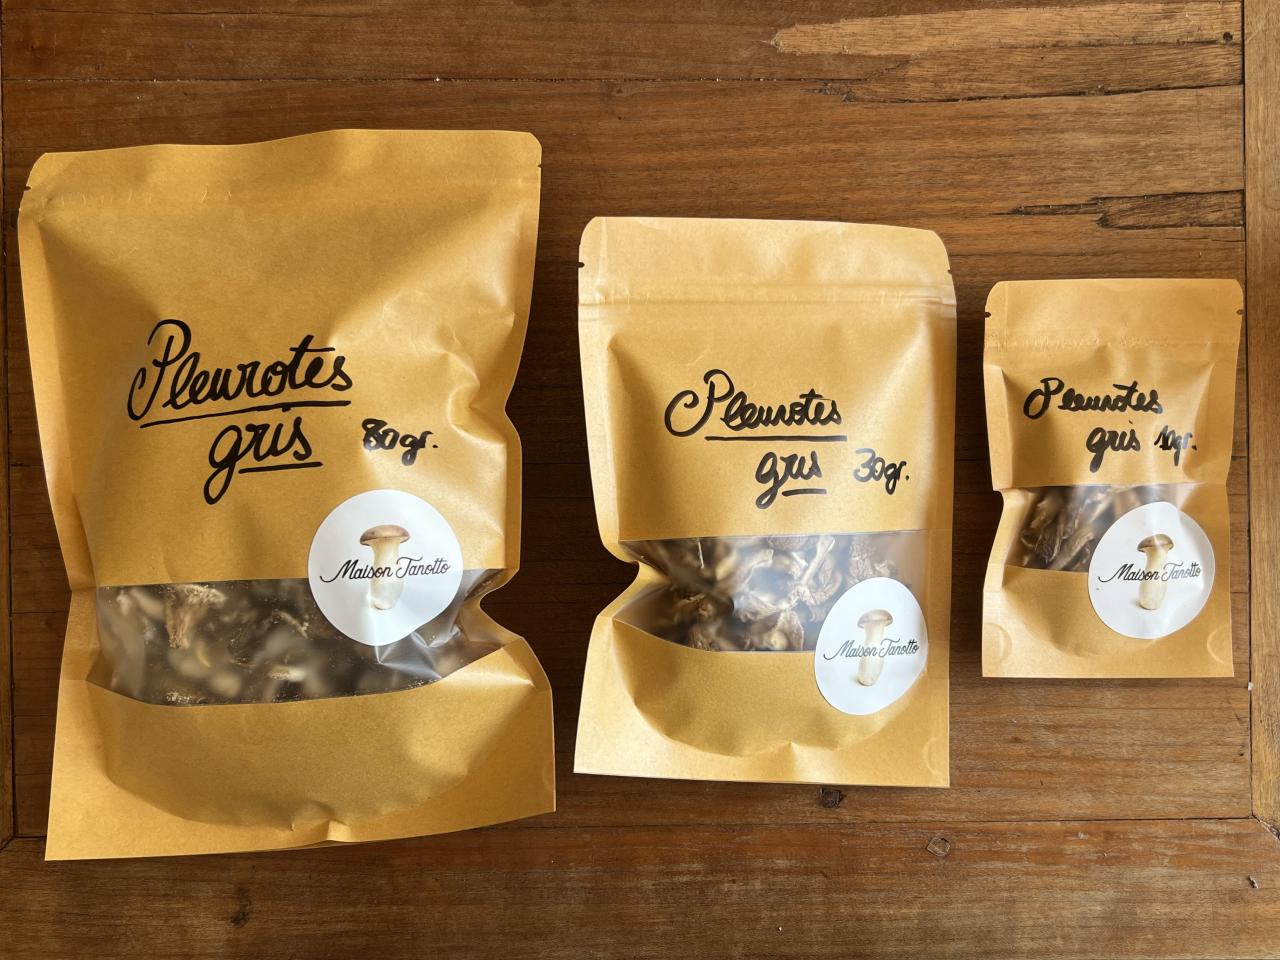 Pleurotes
gris 80gr.
Maison Tanotto
Pleurotes
gris 30gr.
Maison Tanotto
Pleurotes
gris 10gr.
Maison Tanotto